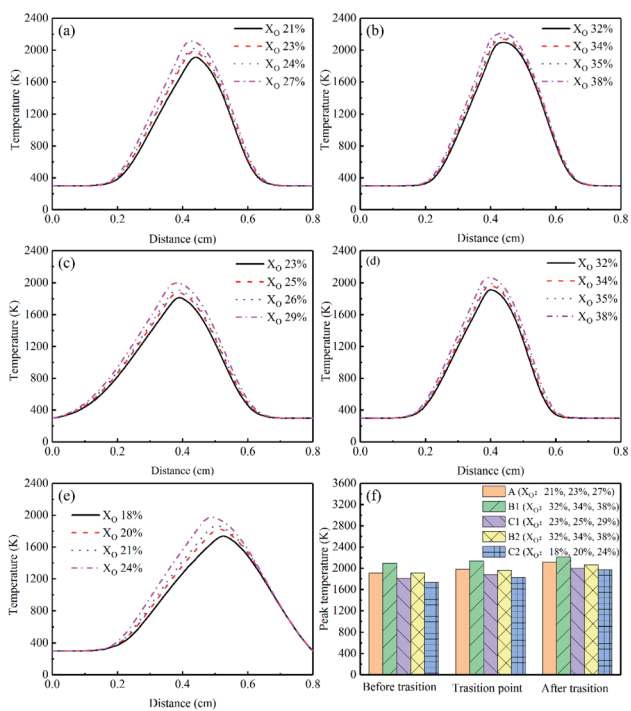 (a)
X_O 21%
X_O 23%
X_O 24%
X_O 27%
2400
2000
1600
1200
800
400
0
Temperature (K)
0.0 0.2 0.4 0.6 0.8
Distance (cm)
(b)
X_O 32%
X_O 34%
X_O 35%
X_O 38%
2400
2000
1600
1200
800
400
0
Temperature (K)
0.0 0.2 0.4 0.6 0.8
Distance (cm)
(c)
X_O 23%
X_O 25%
X_O 26%
X_O 29%
2400
2000
1600
1200
800
400
0
Temperature (K)
0.0 0.2 0.4 0.6 0.8
Distance (cm)
(d)
X_O 32%
X_O 34%
X_O 35%
X_O 38%
2400
2000
1600
1200
800
400
0
Temperature (K)
0.0 0.2 0.4 0.6 0.8
Distance (cm)
(e)
X_O 18%
X_O 20%
X_O 21%
X_O 24%
2400
2000
1600
1200
800
400
0
Temperature (K)
0.0 0.2 0.4 0.6 0.8
Distance (cm)
(f)
A (X_O: 21%, 23%, 27%)
B1 (X_O: 32%, 34%, 38%)
C1 (X_O: 23%, 25%, 29%)
B2 (X_O: 32%, 34%, 38%)
C2 (X_O: 18%, 20%, 24%)
3600
3200
2800
2400
2000
1600
1200
800
400
0
Peak temperature (K)
Before trasition Trasition point After trasition